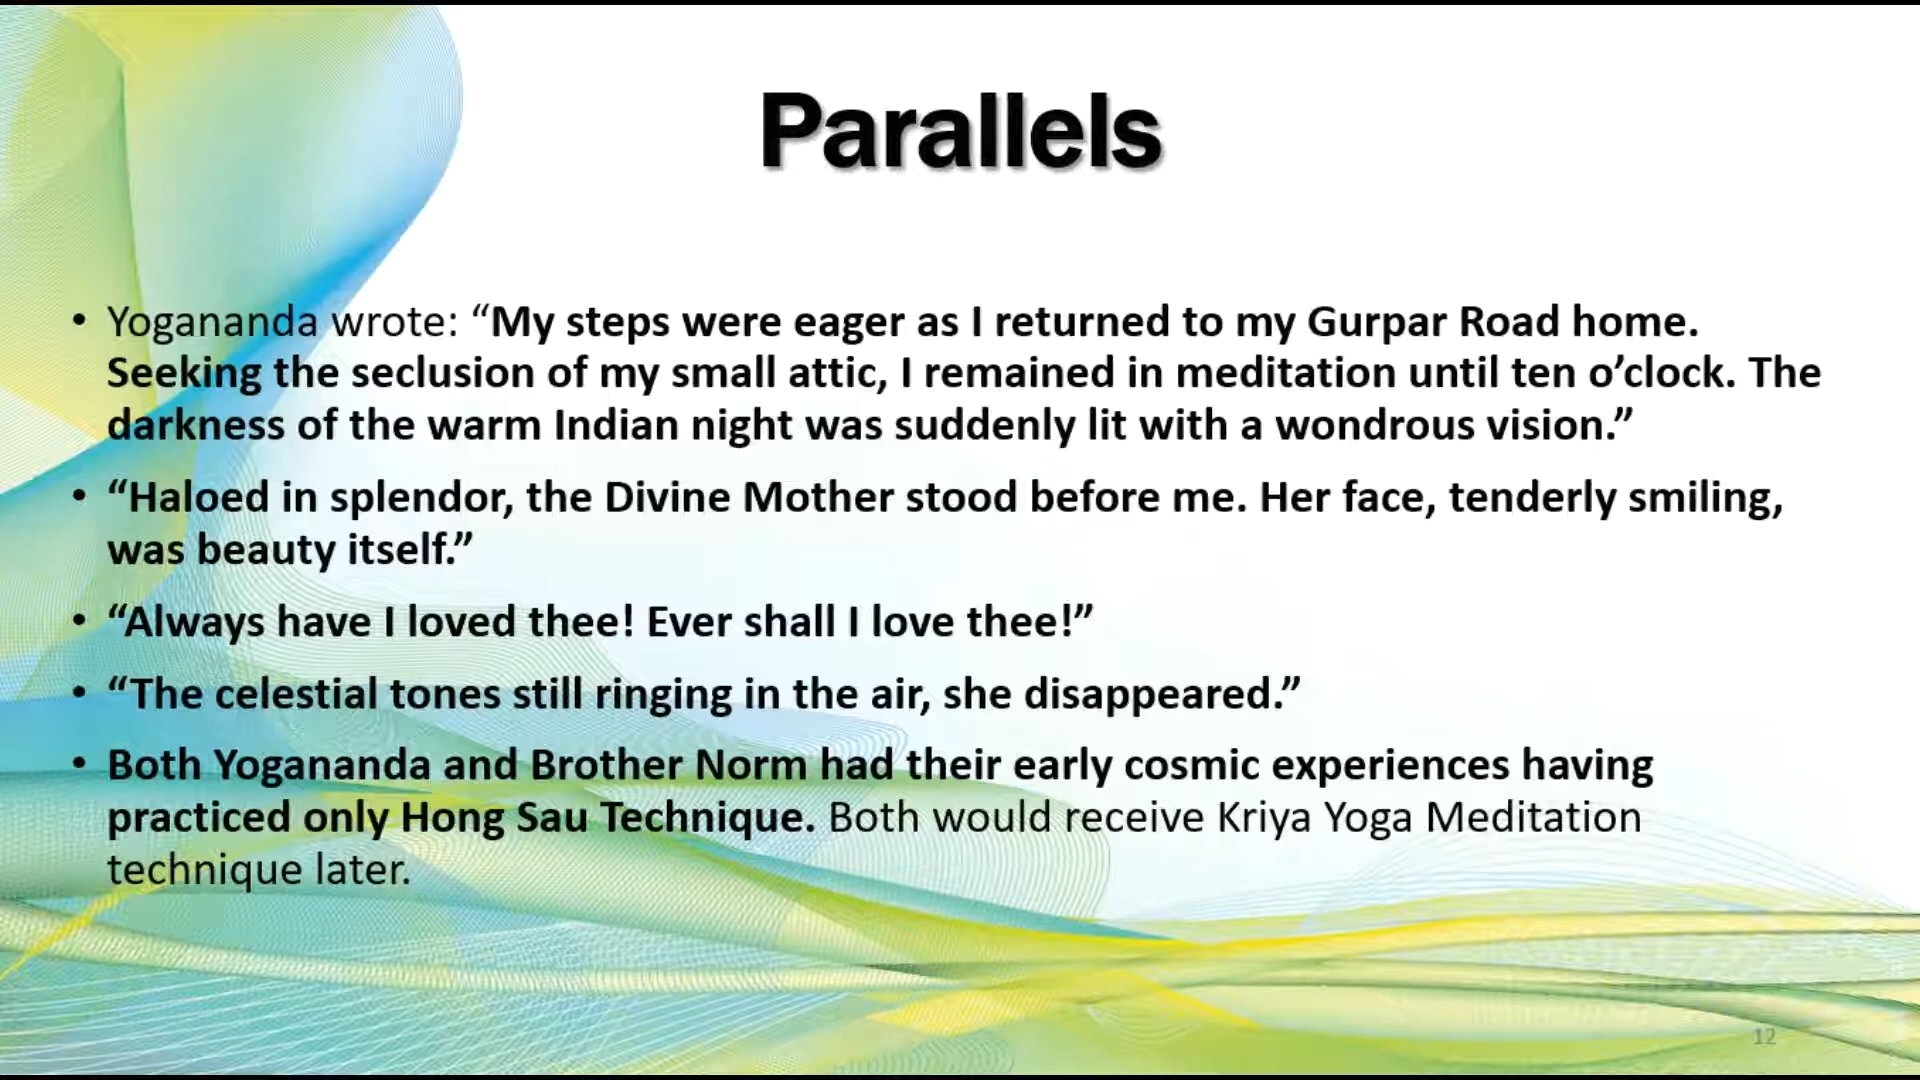 Parallels
• Yogananda wrote: “My steps were eager as I returned to my Gurpar Road home.
Seeking the seclusion of my small attic, I remained in meditation until ten o’clock. The
darkness of the warm Indian night was suddenly lit with a wondrous vision.”
• “Haloed in splendor, the Divine Mother stood before me. Her face, tenderly smiling,
was beauty itself.”
• “Always have I loved thee! Ever shall I love thee!”
• “The celestial tones still ringing in the air, she disappeared.”
• Both Yogananda and Brother Norm had their early cosmic experiences having
practiced only Hong Sau Technique. Both would receive Kriya Yoga Meditation
technique later.
12